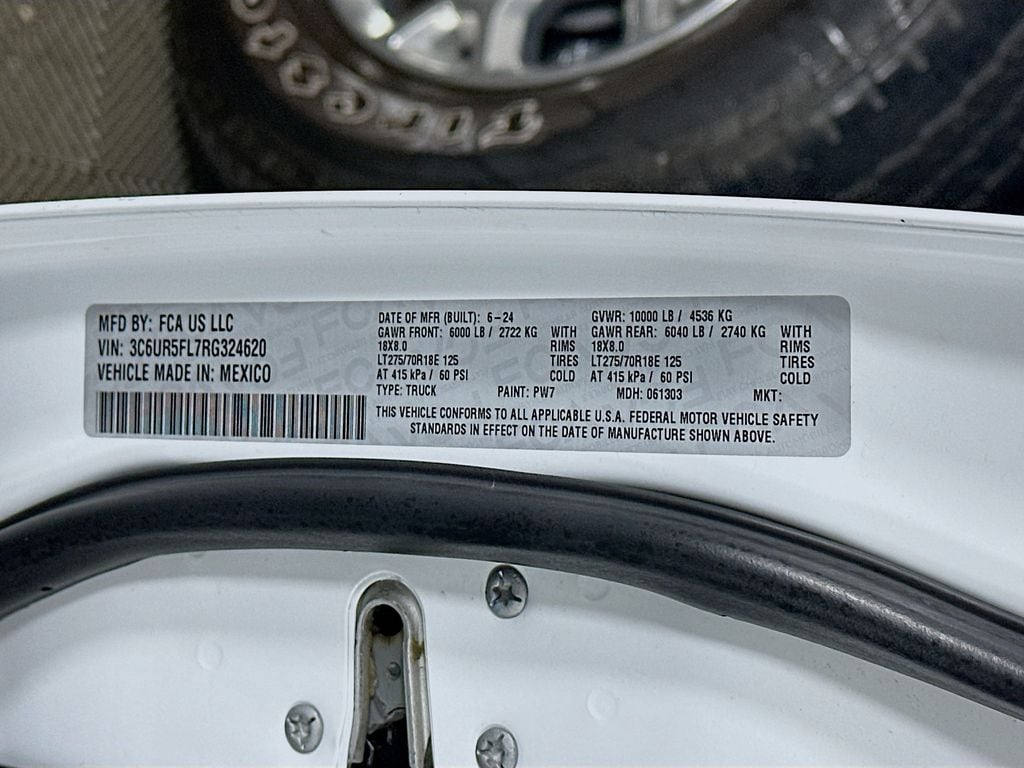 MFD BY: FCA US LLC
VIN: 3C6UR5FL7RG324620
VEHICLE MADE IN: MEXICO
DATE OF MFR (BUILT): 6-24
GAWR FRONT: 6000 LB / 2722 KG WITH
18X8.0 RIMS
LT275/70R18E 125 TIRES
AT 415 kPa / 60 PSI COLD
GVWR: 10000 LB / 4536 KG
GAWR REAR: 6040 LB / 2740 KG WITH
18X8.0 RIMS
LT275/70R18E 125 TIRES
AT 415 kPa / 60 PSI COLD
TYPE: TRUCK PAINT: PW7 MDH: 061303 MKT:
THIS VEHICLE CONFORMS TO ALL APPLICABLE U.S.A. FEDERAL MOTOR VEHICLE SAFETY
STANDARDS IN EFFECT ON THE DATE OF MANUFACTURE SHOWN ABOVE.